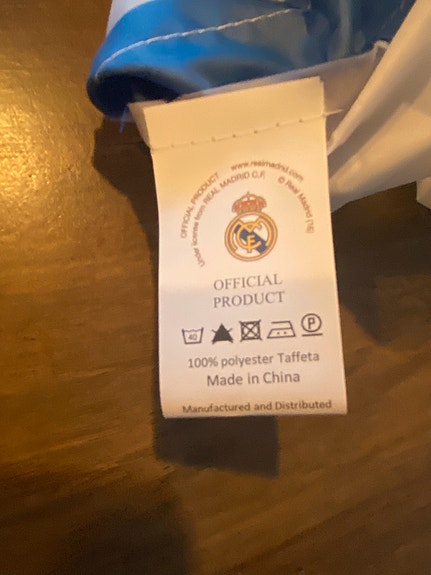 www.realmadrid.com
OFFICIAL PRODUCT
Under license from REAL MADRID C.F.
© Real Madrid (16)
OFFICIAL
PRODUCT
40
P
100% polyester Taffeta
Made in China
Manufactured and Distributed